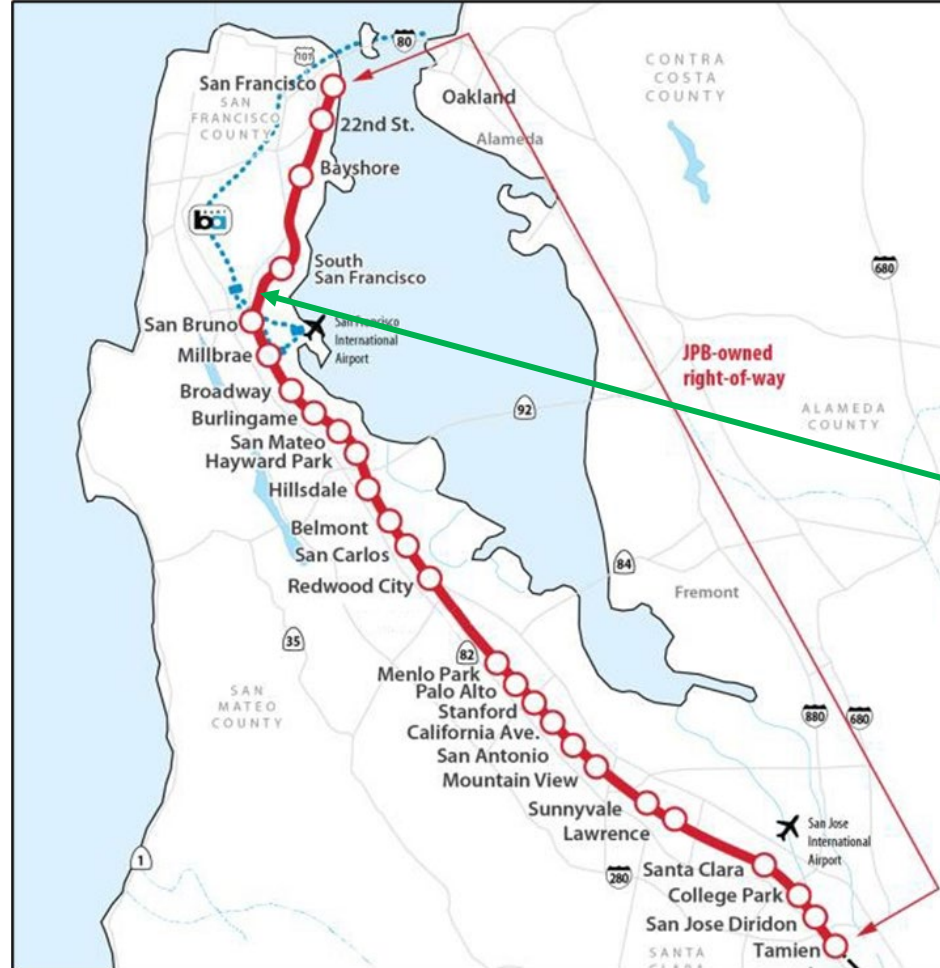 101
80
San Francisco
SAN
FRANCISCO
COUNTY
22nd St.
Oakland
Alameda
CONTRA
COSTA
COUNTY
Bayshore
ba
South
San Francisco
680
San Bruno
San Francisco
International
Airport
Millbrae
JPB-owned
right-of-way
Broadway
Burlingame
92
ALAMEDA
COUNTY
San Mateo
Hayward Park
Hillsdale
Belmont
San Carlos
Redwood City
84
Fremont
35
82
Menlo Park
Palo Alto
Stanford
California Ave.
San Antonio
Mountain View
SAN
MATEO
COUNTY
880
680
Sunnyvale
Lawrence
San Jose
International
Airport
1
280
Santa Clara
College Park
San Jose Diridon
Tamien
SANTA